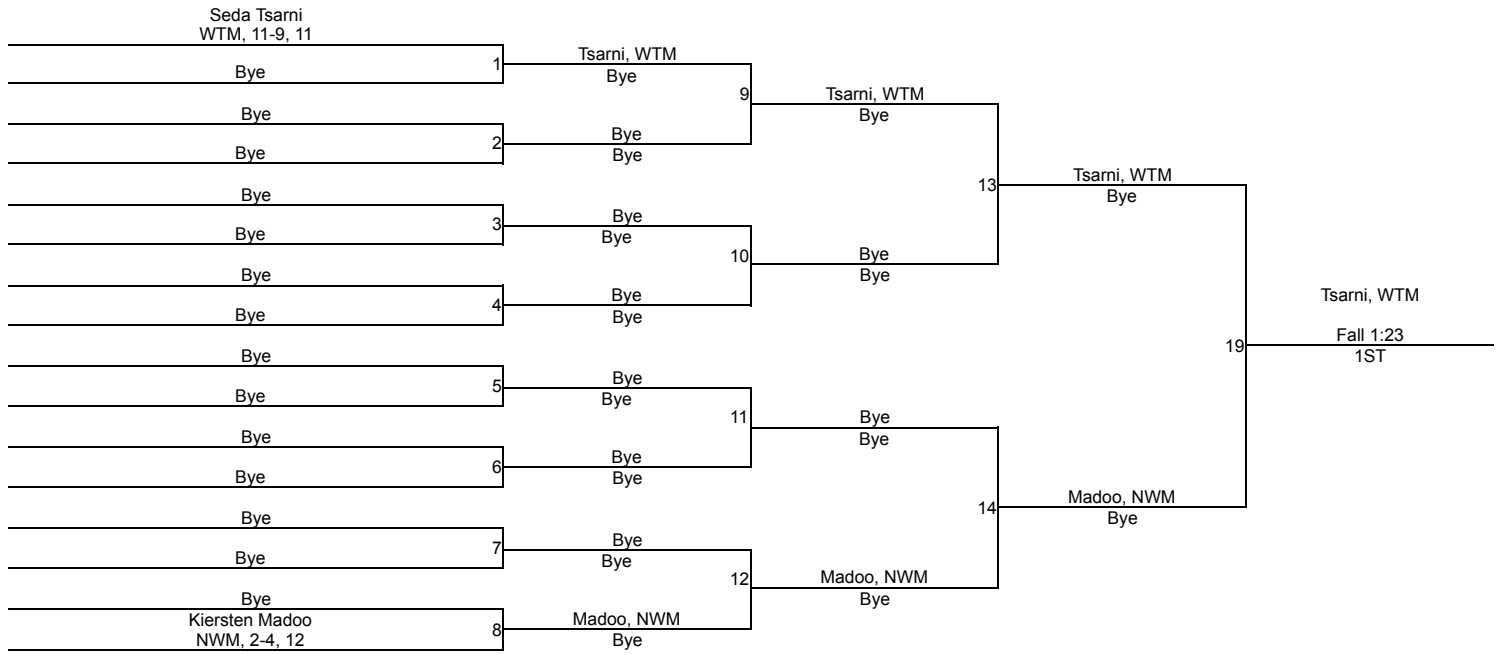 Seda Tsarni
WTM, 11-9, 11
1
Bye
Tsarni, WTM
Bye
9
Bye
2
Bye
Bye
Bye
Tsarni, WTM
Bye
13
Bye
3
Bye
Bye
Bye
10
Bye
4
Bye
Bye
Bye
Bye
Bye
Tsarni, WTM
Bye
19
Bye
5
Bye
Bye
Bye
11
Bye
6
Bye
Bye
Bye
Bye
Bye
14
Bye
7
Bye
Bye
Bye
12
Bye
Kiersten Madoo
NWM, 2-4, 12
8
Madoo, NWM
Bye
Madoo, NWM
Bye
Madoo, NWM
Bye
Tsarni, WTM
Fall 1:23
1ST